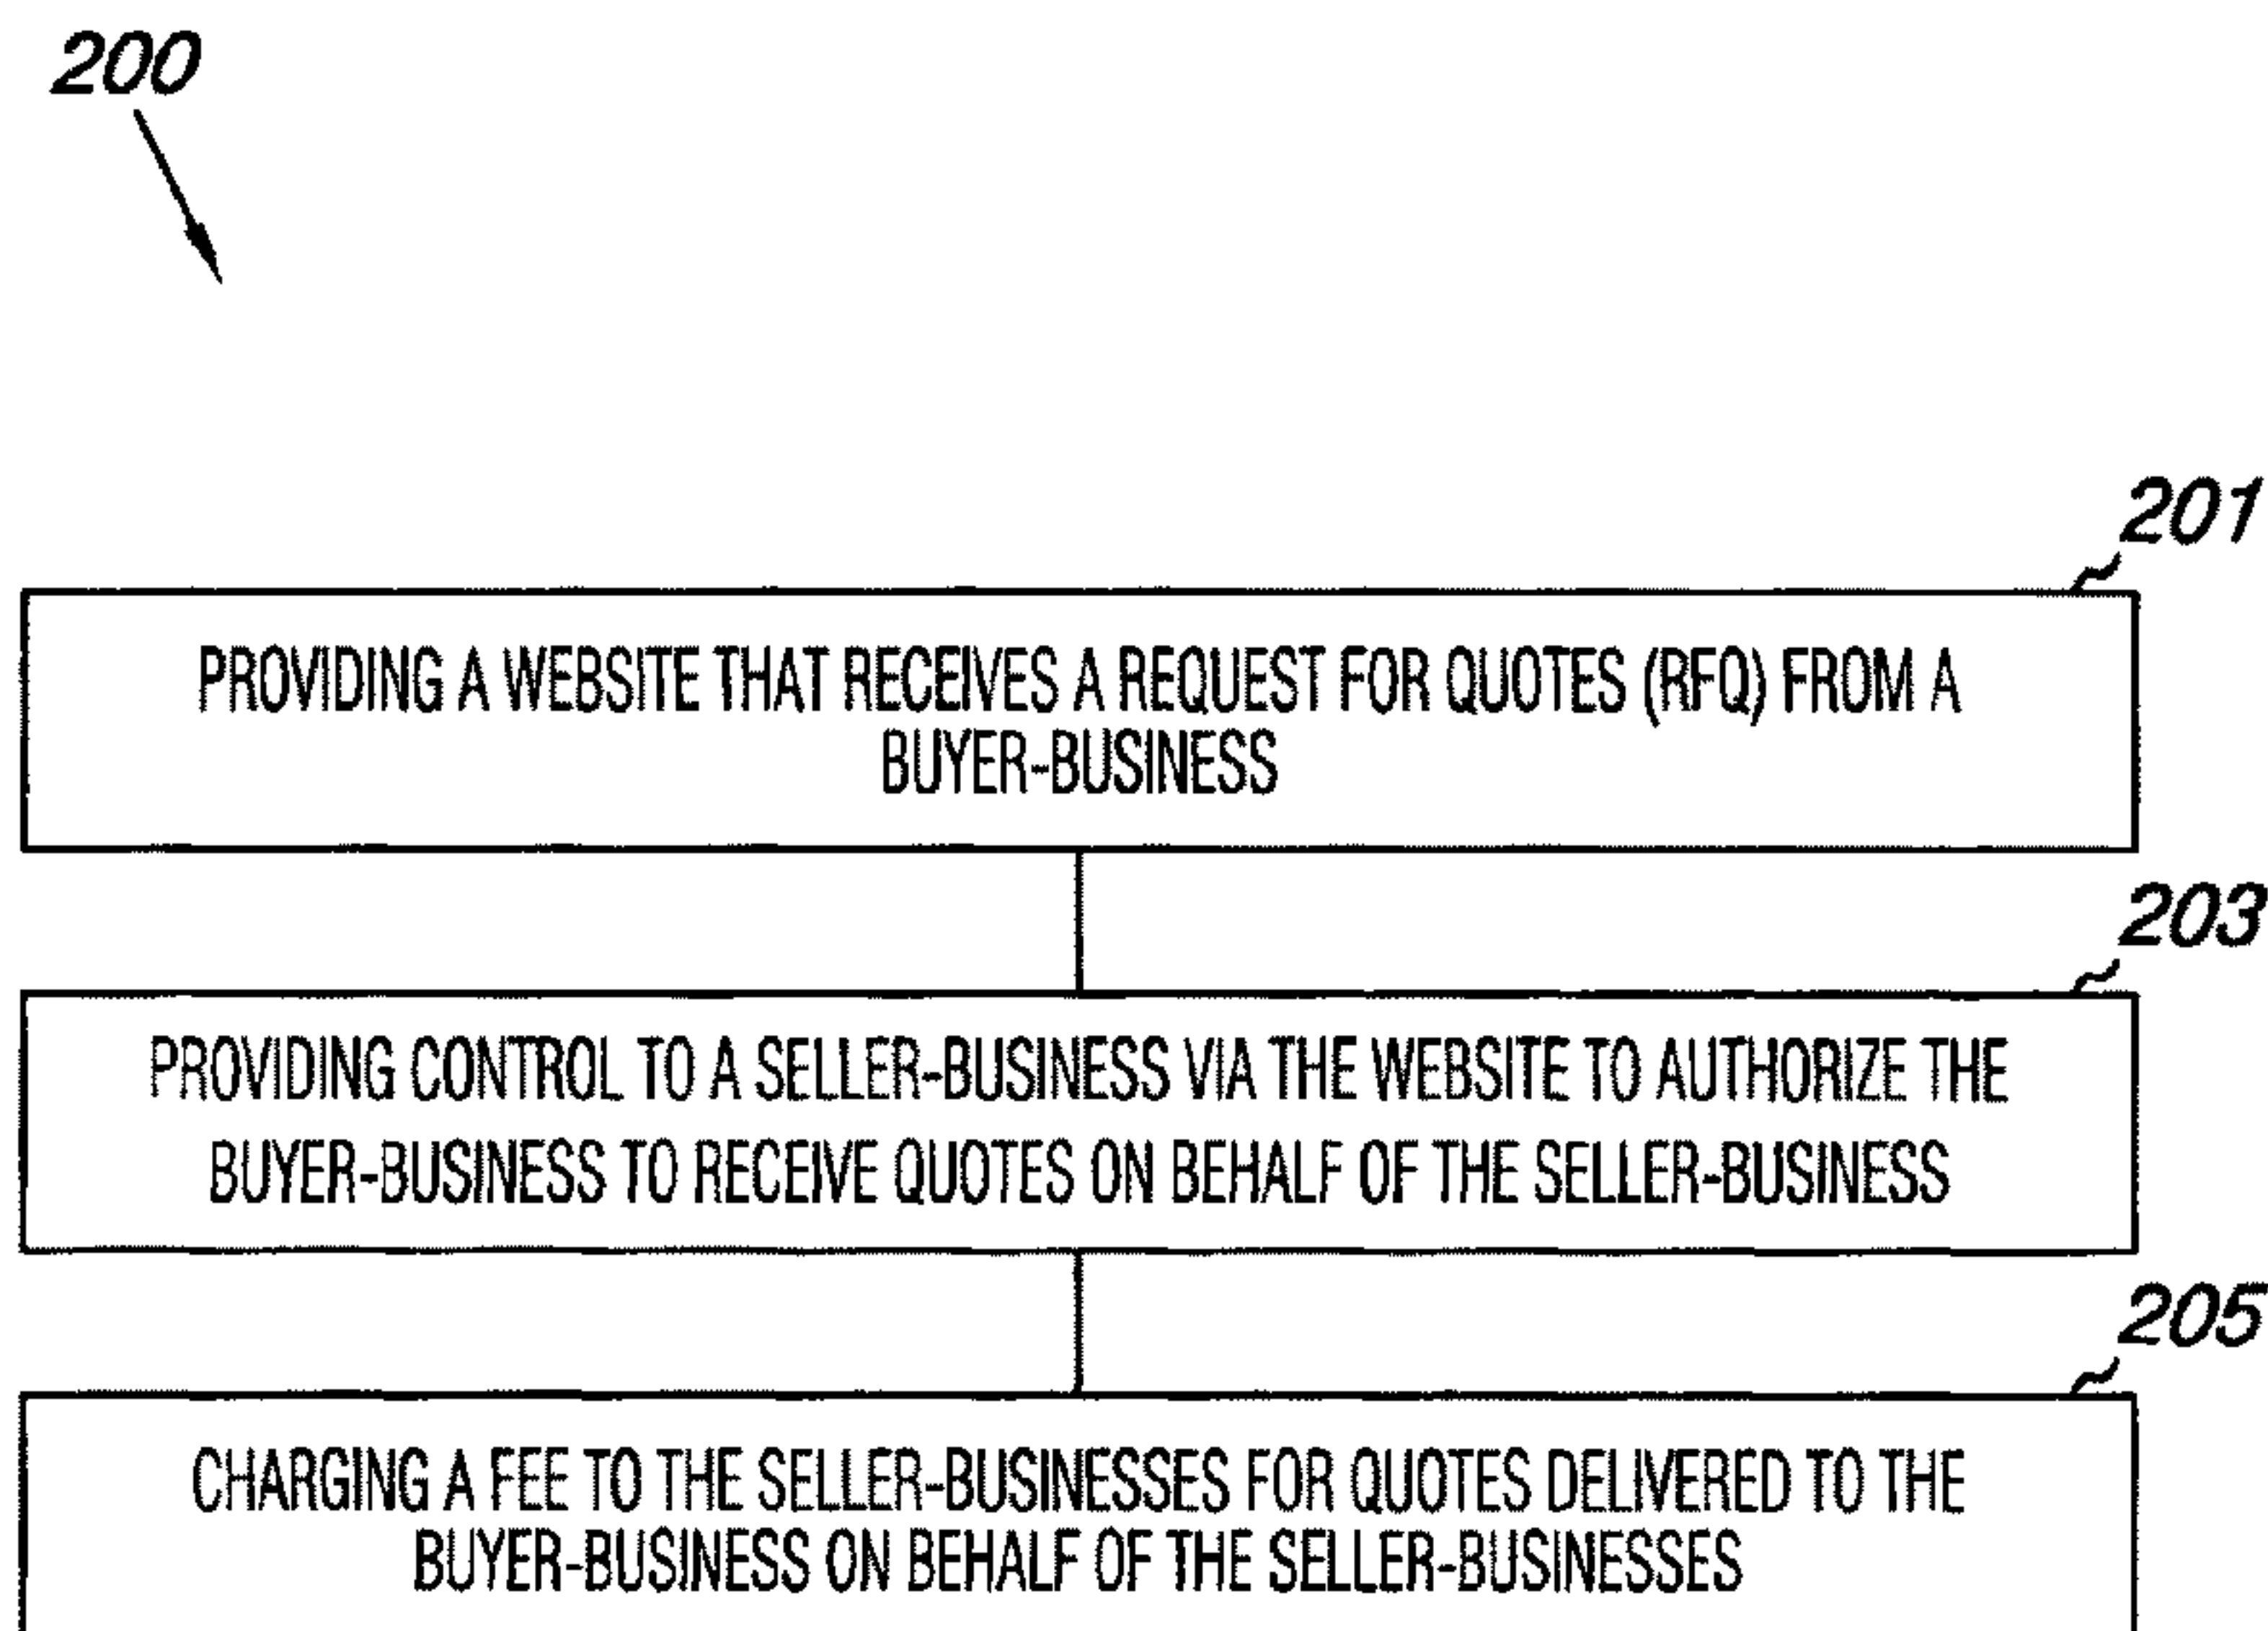 200
201
PROVIDING A WEBSITE THAT RECEIVES A REQUEST FOR QUOTES (RFQ) FROM A
BUYER-BUSINESS
203
PROVIDING CONTROL TO A SELLER-BUSINESS VIA THE WEBSITE TO AUTHORIZE THE
BUYER-BUSINESS TO RECEIVE QUOTES ON BEHALF OF THE SELLER-BUSINESS
205
CHARGING A FEE TO THE SELLER-BUSINESSES FOR QUOTES DELIVERED TO THE
BUYER-BUSINESS ON BEHALF OF THE SELLER-BUSINESSES